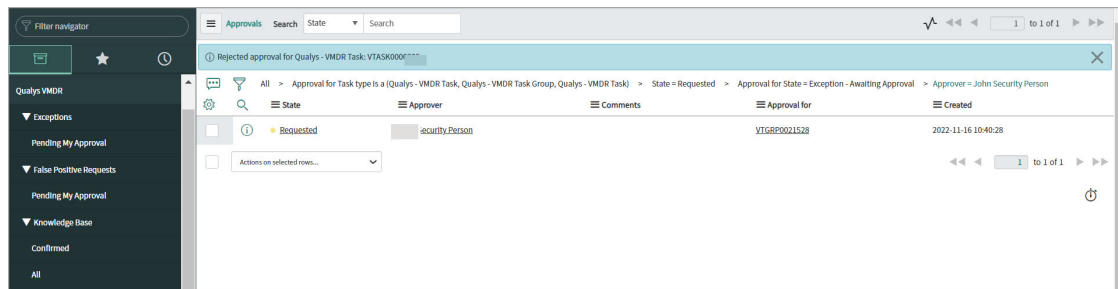 Filter navigator
Approvals Search State Search
1 to 1 of 1
Rejected approval for Qualys - VMDR Task:
All > Approval for Task type is a (Qualys - VMDR Task, Qualys - VMDR Task Group, Qualys - VMDR Task) > State = Requested > Approval for State = Exception - Awaiting Approval > Approver = John Security Person
Qualys VMDR
State Approver Comments Approval for Created
Exceptions
Requested Person VTGRP0021528 2022-11-16 10:40:28
Pending My Approval
Actions on selected rows... 1 to 1 of 1
False Positive Requests
Pending My Approval
Knowledge Base
Confirmed
All